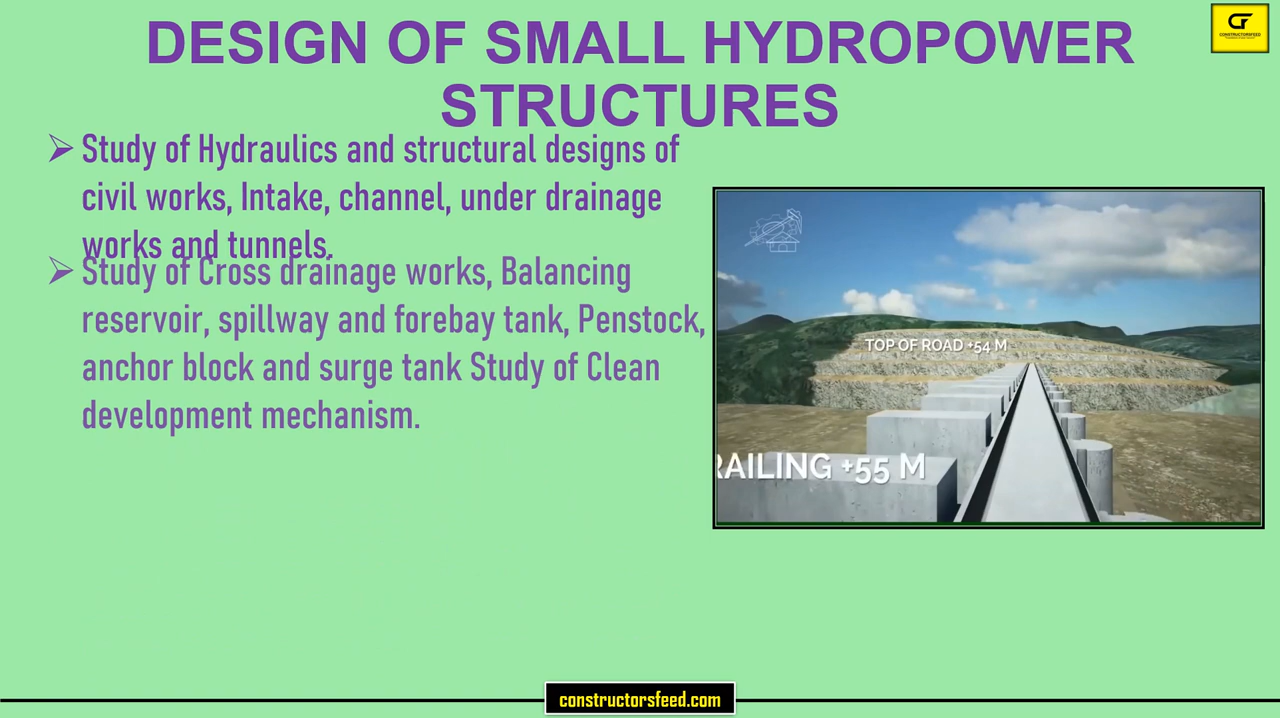 DESIGN OF SMALL HYDROPOWER
STRUCTURES
CONSTRUCTORSFEED
➢ Study of Hydraulics and structural designs of
civil works, Intake, channel, under drainage
works and tunnels.
➢ Study of Cross drainage works, Balancing
reservoir, spillway and forebay tank, Penstock,
anchor block and surge tank Study of Clean
development mechanism.
TOP OF ROAD +54 M
RAILING +55 M
constructorsfeed.com